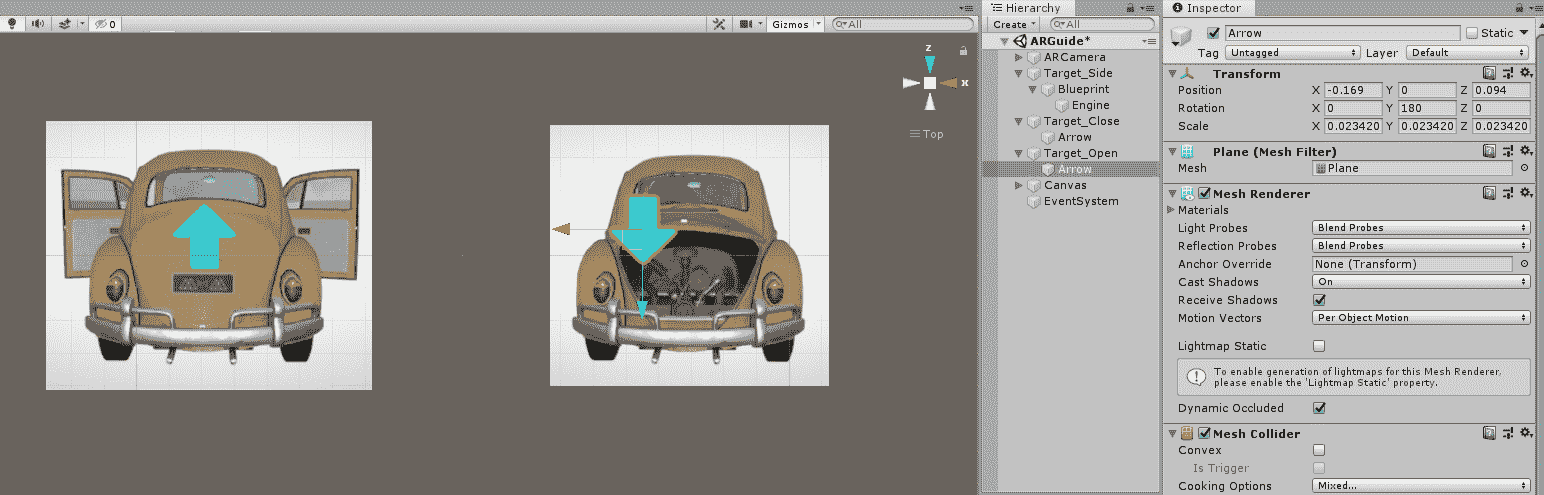 0
Gizmos
All
z
x
Top
Hierarchy
Create
All
ARGuide*
ARCamera
Target_Side
Blueprint
Engine
Target_Close
Arrow
Target_Open
Arrow
Canvas
EventSystem
Inspector
Arrow
Static
Tag Untagged Layer Default
Transform
Position X -0.169 Y 0 Z 0.094
Rotation X 0 Y 180 Z 0
Scale X 0.023420 Y 0.023420 Z 0.023420
Plane (Mesh Filter)
Mesh Plane
Mesh Renderer
Materials
Light Probes Blend Probes
Reflection Probes Blend Probes
Anchor Override None (Transform)
Cast Shadows On
Receive Shadows
Motion Vectors Per Object Motion
Lightmap Static
To enable generation of lightmaps for this Mesh Renderer,
please enable the 'Lightmap Static' property.
Dynamic Occluded
Mesh Collider
Convex
Is Trigger
Cooking Options Mixed...